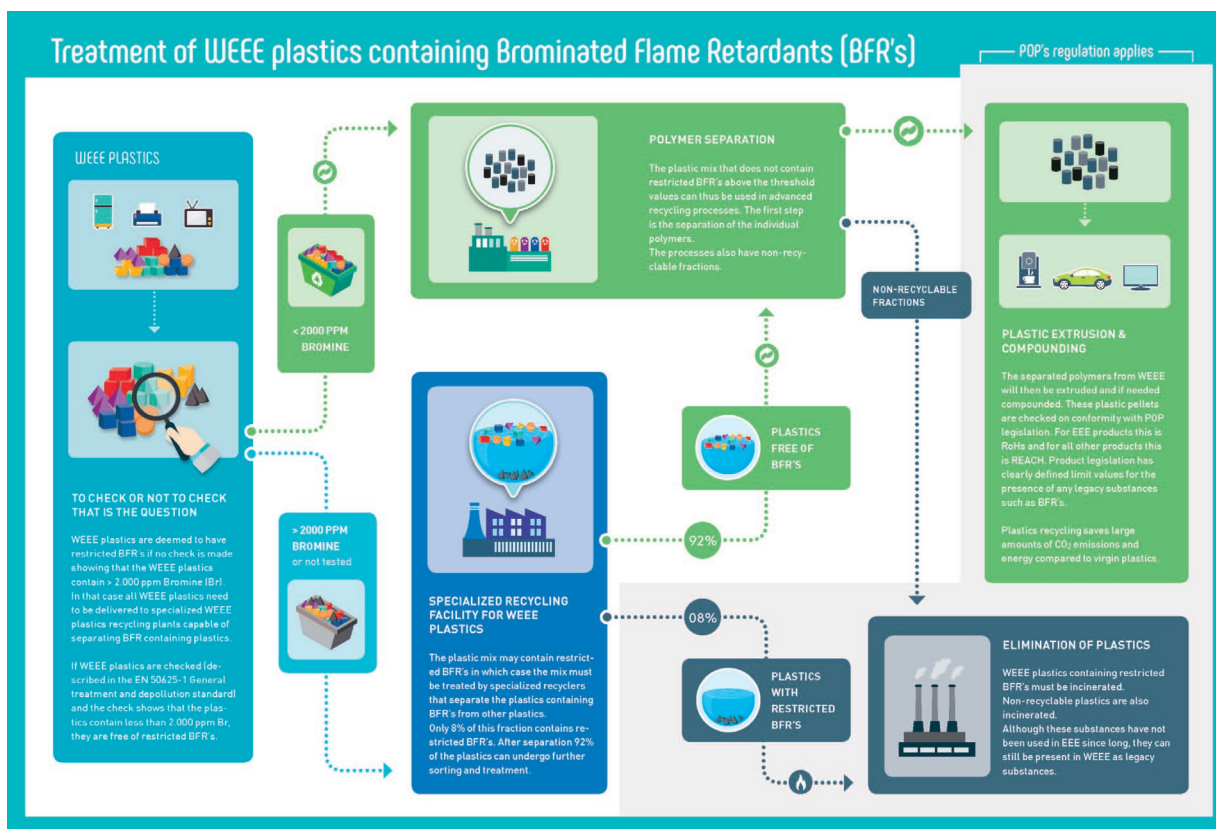 Treatment of WEEE plastics containing Brominated Flame Retardants (BFR's)
POP's regulation applies
WEEE PLASTICS
TO CHECK OR NOT TO CHECK
THAT IS THE QUESTION
WEEE plastics are deemed to have
restricted BFR's if no check is made
showing that the WEEE plastics
contain > 2.000 ppm Bromine (Br).
In that case all WEEE plastics need
to be delivered to specialized WEEE
plastics recycling plants capable of
separating BFR containing plastics.
If WEEE plastics are checked (de-
scribed in the EN 50625-1 General
treatment and depollution standard)
and the check shows that the plas-
tics contain less than 2.000 ppm Br,
they are free of restricted BFR's.
< 2000 PPM
BROMINE
> 2000 PPM
BROMINE
or not tested
POLYMER SEPARATION
The plastic mix that does not contain
restricted BFR's above the threshold
values can thus be used in advanced
recycling processes. The first step
is the separation of the individual
polymers.
The processes also have non-recy-
clable fractions.
SPECIALIZED RECYCLING
FACILITY FOR WEEE
PLASTICS
The plastic mix may contain restrict-
ed BFR's in which case the mix must
be treated by specialized recyclers
that separate the plastics containing
BFR's from other plastics.
Only 8% of this fraction contains re-
stricted BFR's. After separation 92%
of the plastics can undergo further
sorting and treatment.
PLASTICS
FREE OF
BFR'S
92%
08%
PLASTICS
WITH
RESTRICTED
BFR'S
NON-RECYCLABLE
FRACTIONS
PLASTIC EXTRUSION &
COMPOUNDING
The separated polymers from WEEE
will then be extruded and if needed
compounded. These plastic pellets
are checked on conformity with POP
legislation. For EEE products this is
RoHs and for all other products this
is REACH. Product legislation has
clearly defined limit values for the
presence of any legacy substances
such as BFR's.
Plastics recycling saves large
amounts of CO₂ emissions and
energy compared to virgin plastics.
ELIMINATION OF PLASTICS
WEEE plastics containing restricted
BFR's must be incinerated.
Non-recyclable plastics are also
incinerated.
Although these substances have not
been used in EEE since long, they can
still be present in WEEE as legacy
substances.